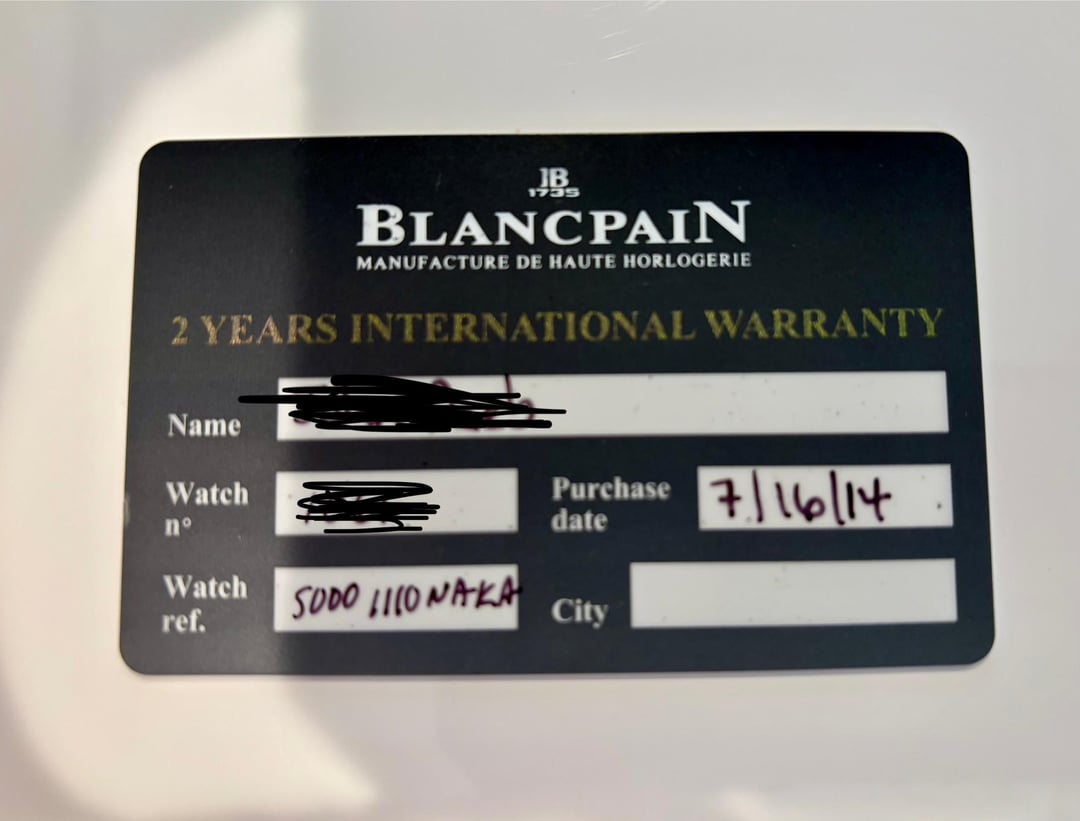 JB
1735
BLANCPAIN
MANUFACTURE DE HAUTE HORLOGERIE
2 YEARS INTERNATIONAL WARRANTY
Name
Watch n° Purchase date 7/16/14
Watch ref. 5000 1110 NAKA City